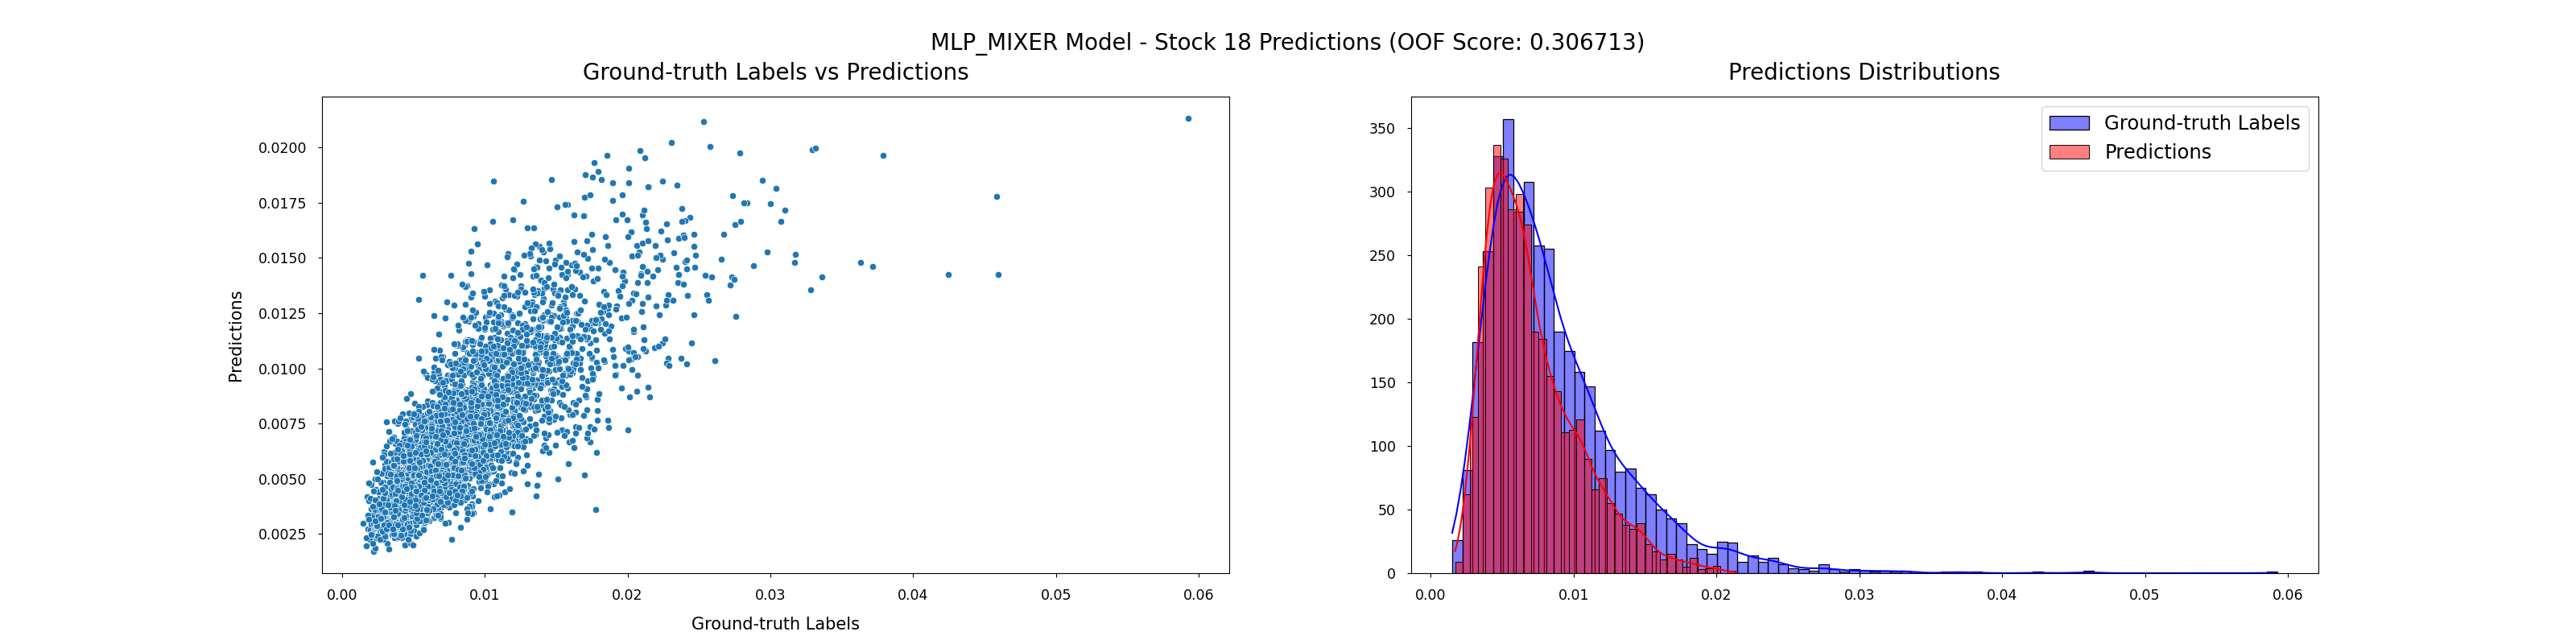 MLP_MIXER Model - Stock 18 Predictions (OOF Score: 0.306713)
Ground-truth Labels vs Predictions
Predictions
0.0200
0.0175
0.0150
0.0125
0.0100
0.0075
0.0050
0.0025
0.00 0.01 0.02 0.03 0.04 0.05 0.06
Ground-truth Labels
Predictions Distributions
Ground-truth Labels
Predictions
350
300
250
200
150
100
50
0
0.00 0.01 0.02 0.03 0.04 0.05 0.06